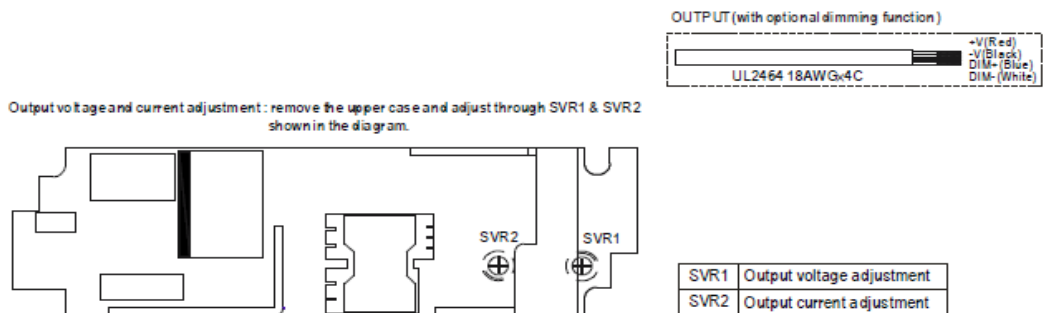 OUTPUT(with optional dimming function)
+V(Red)
-V(Black)
DIM+(Blue)
DIM-(White)
UL2464 18AWGx4C
Output voltage and current adjustment : remove the upper case and adjust through SVR1 & SVR2
shown in the diagram.
SVR2
SVR1
SVR1 Output voltage adjustment
SVR2 Output current adjustment